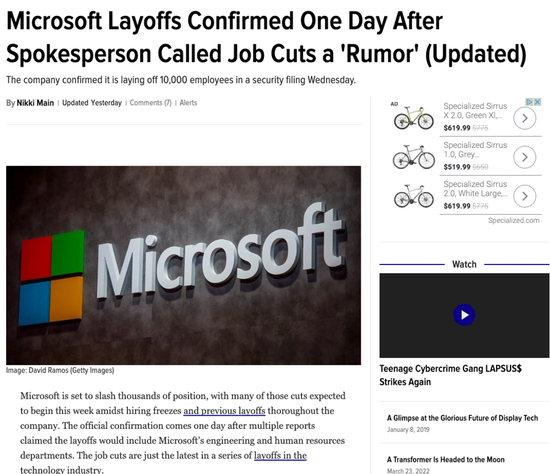 Microsoft Layoffs Confirmed One Day After
Spokesperson Called Job Cuts a 'Rumor' (Updated)
The company confirmed it is laying off 10,000 employees in a security filing Wednesday.
By Nikki Main | Updated Yesterday | Comments (7) | Alerts
Microsoft
Image: David Ramos (Getty Images)
Microsoft is set to slash thousands of position, with many of those cuts expected
to begin this week amidst hiring freezes and previous layoffs thoroughout the
company. The official confirmation comes one day after multiple reports
claimed the layoffs would include Microsoft's engineering and human resources
departments. The job cuts are just the latest in a series of layoffs in the
technology industry.
AD
Specialized Sirrus
X 2.0, Green Xl,...
$619.99 $775
Specialized Sirrus
1.0, Grey...
$519.99 $650
Specialized Sirrus
2.0, White Large,...
$619.99 $775
Specialized.com
Watch
Teenage Cybercrime Gang LAPSUS$
Strikes Again
A Glimpse at the Glorious Future of Display Tech
January 8, 2019
A Transformer Is Headed to the Moon
March 23, 2022